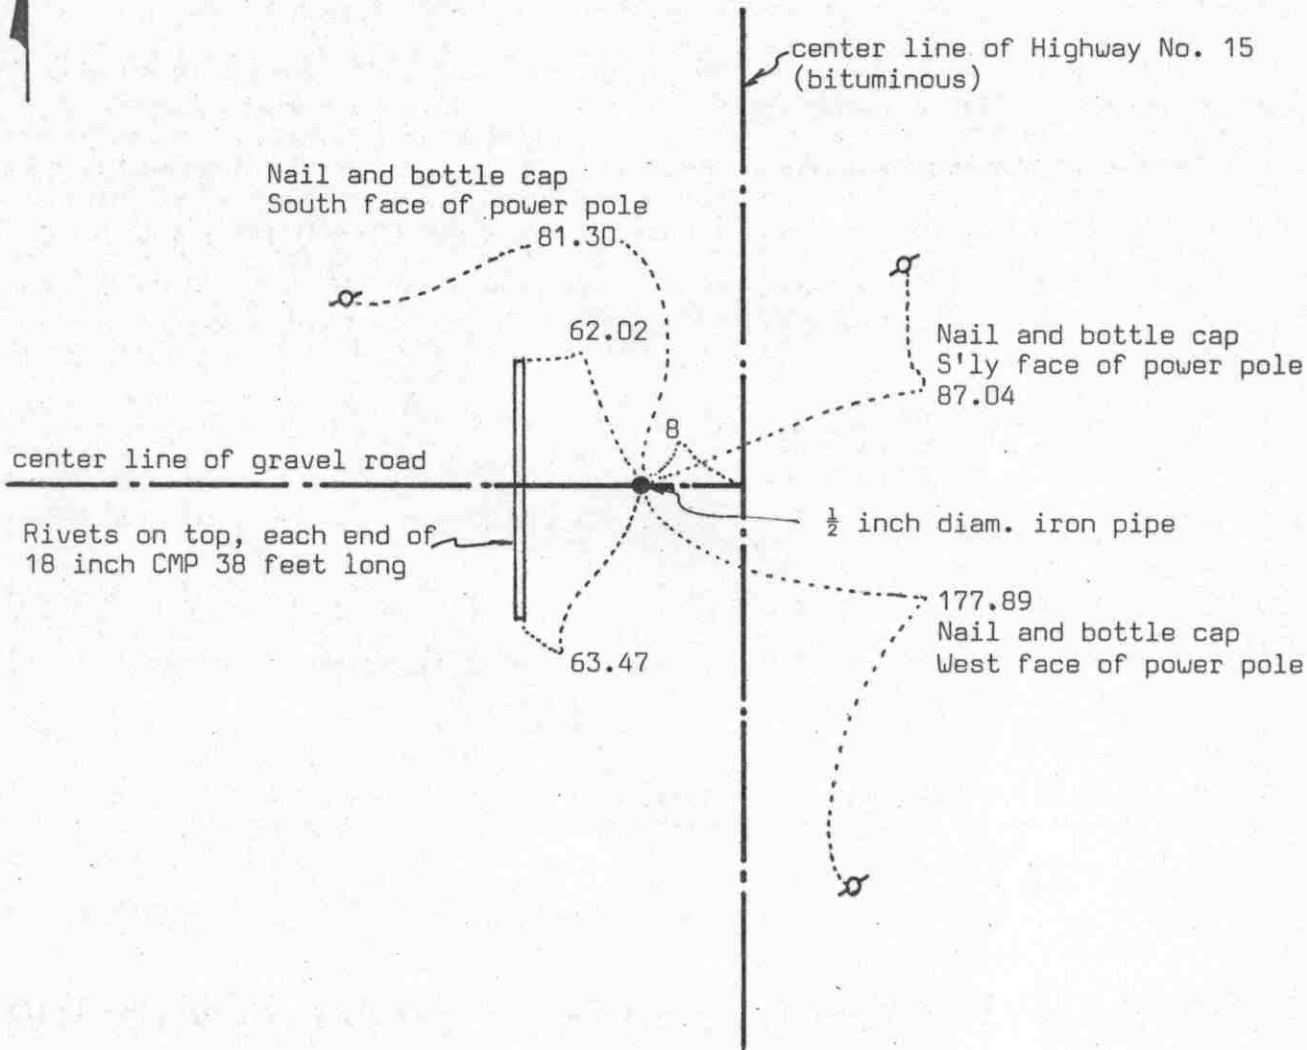 center line of Highway No. 15
(bituminous)
Nail and bottle cap
South face of power pole
81.30
62.02
Nail and bottle cap
S'ly face of power pole
87.04
8
center line of gravel road
½ inch diam. iron pipe
Rivets on top, each end of
18 inch CMP 38 feet long
177.89
Nail and bottle cap
West face of power pole
63.47